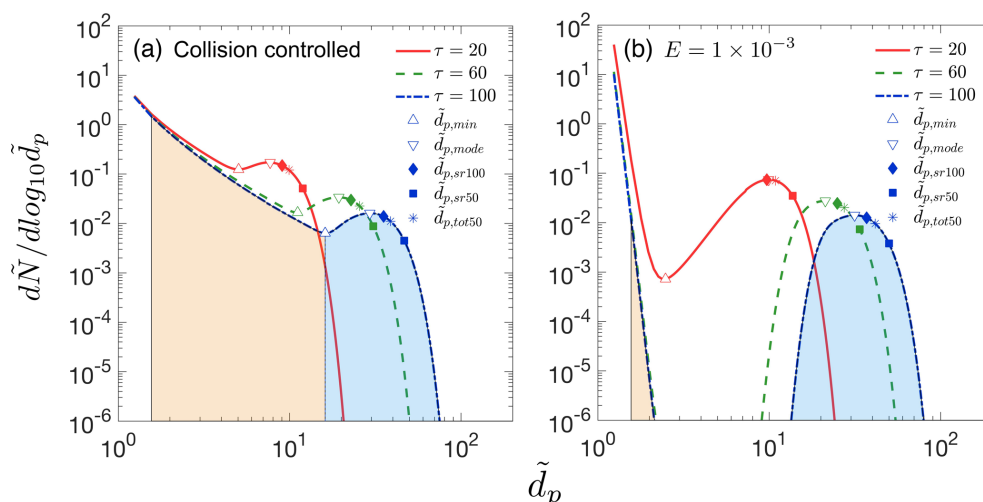 (a) Collision controlled
τ = 20
τ = 60
τ = 100
d̃p,min
d̃p,mode
d̃p,sr100
d̃p,sr50
d̃p,tot50
10^1
10^0
10^-1
10^-2
10^-3
10^-4
10^-5
10^-6
10^0 10^1 10^2
dÑ/dlog10d̃p
(b) E = 1 × 10^-3
τ = 20
τ = 60
τ = 100
d̃p,min
d̃p,mode
d̃p,sr100
d̃p,sr50
d̃p,tot50
10^2
10^1
10^0
10^-1
10^-2
10^-3
10^-4
10^-5
10^-6
10^0 10^1 10^2
d̃p